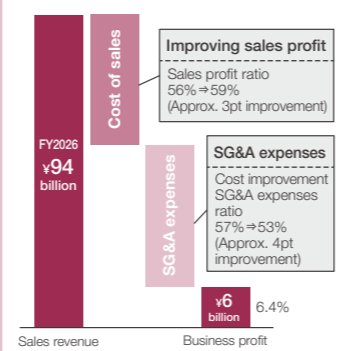 FY2026
¥94
billion
Cost of sales
Improving sales profit
Sales profit ratio
56%⇒59%
(Approx. 3pt improvement)
SG&A expenses
SG&A expenses
Cost improvement
SG&A expenses
ratio
57%⇒53%
(Approx. 4pt
improvement)
¥6
billion
6.4%
Sales revenue
Business profit